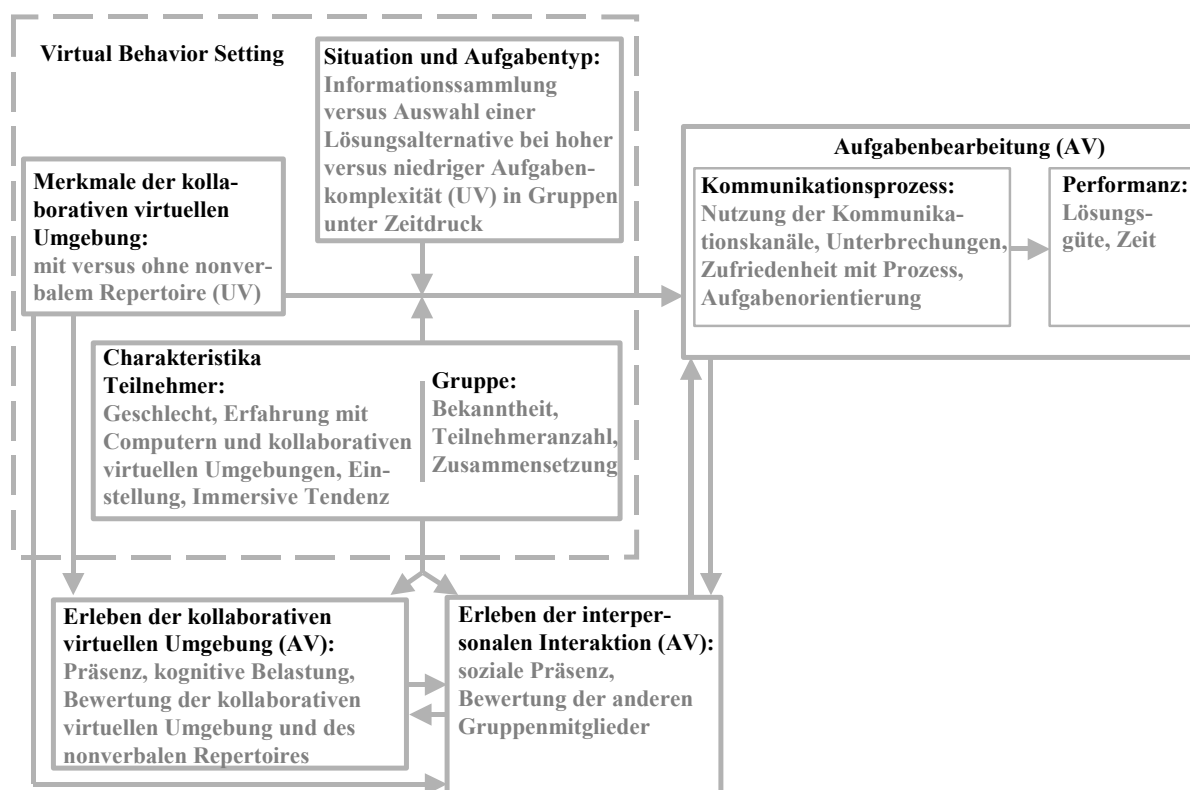 Virtual Behavior Setting
Situation und Aufgabentyp:
Informationssammlung
versus Auswahl einer
Lösungsalternative bei hoher
versus niedriger Aufgaben-
komplexität (UV) in Gruppen
unter Zeitdruck
Merkmale der kolla-
borativen virtuellen
Umgebung:
mit versus ohne nonver-
balem Repertoire (UV)
Aufgabenbearbeitung (AV)
Kommunikationsprozess:
Nutzung der Kommunika-
tionskanäle, Unterbrechungen,
Zufriedenheit mit Prozess,
Aufgabenorientierung
Performanz:
Lösungs-
güte, Zeit
Charakteristika
Teilnehmer:
Geschlecht, Erfahrung mit
Computern und kollaborativen
virtuellen Umgebungen, Ein-
stellung, Immersive Tendenz
Gruppe:
Bekanntheit,
Teilnehmeranzahl,
Zusammensetzung
Erleben der kollaborativen
virtuellen Umgebung (AV):
Präsenz, kognitive Belastung,
Bewertung der kollaborativen
virtuellen Umgebung und des
nonverbalen Repertoires
Erleben der interper-
sonalen Interaktion (AV):
soziale Präsenz,
Bewertung der anderen
Gruppenmitglieder